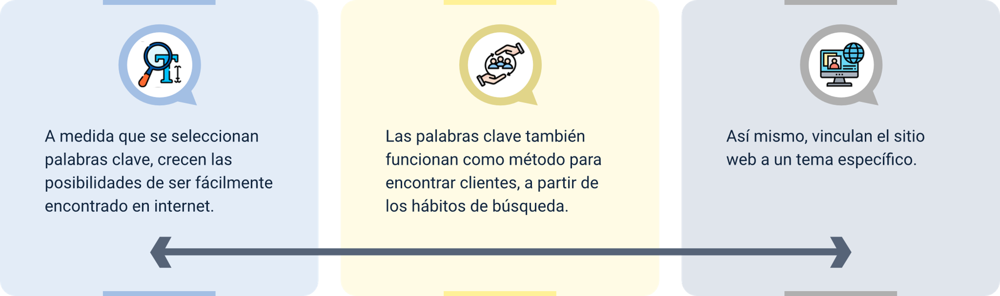 A medida que se seleccionan
palabras clave, crecen las
posibilidades de ser fácilmente
encontrado en internet.
Las palabras clave también
funcionan como método para
encontrar clientes, a partir de
los hábitos de búsqueda.
Así mismo, vinculan el sitio
web a un tema específico.